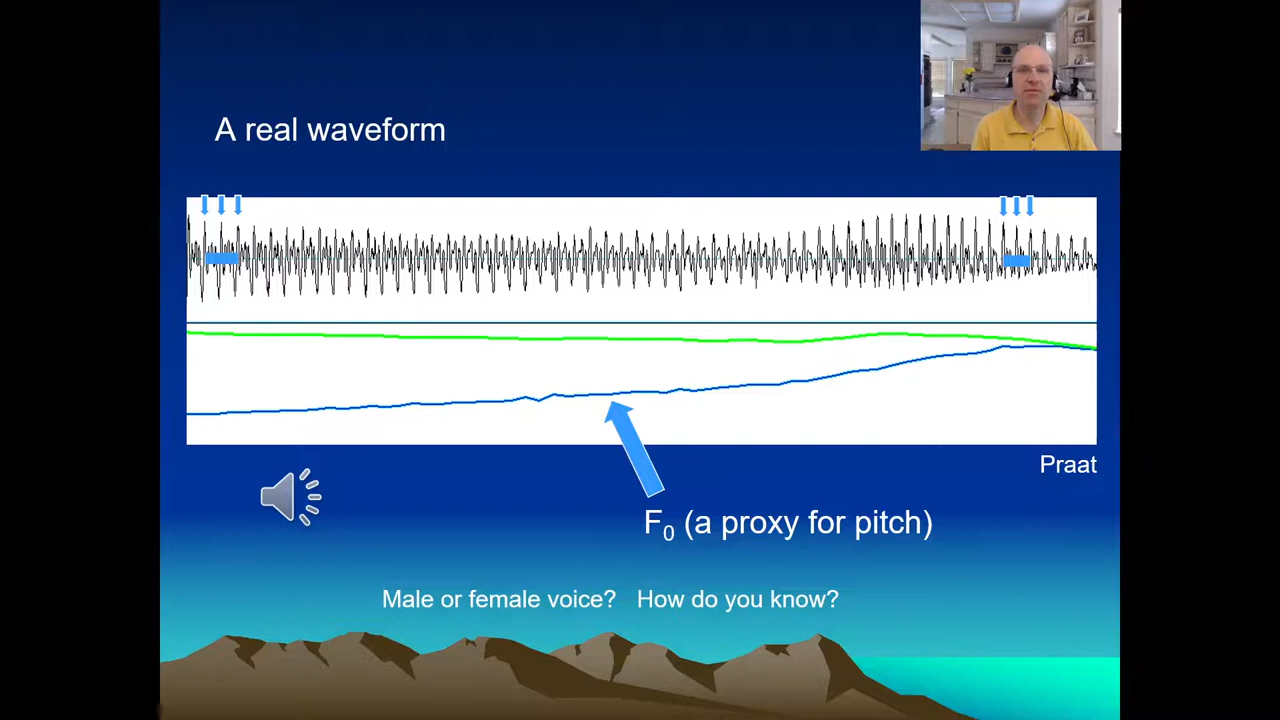 A real waveform
Praat
F₀ (a proxy for pitch)
Male or female voice? How do you know?